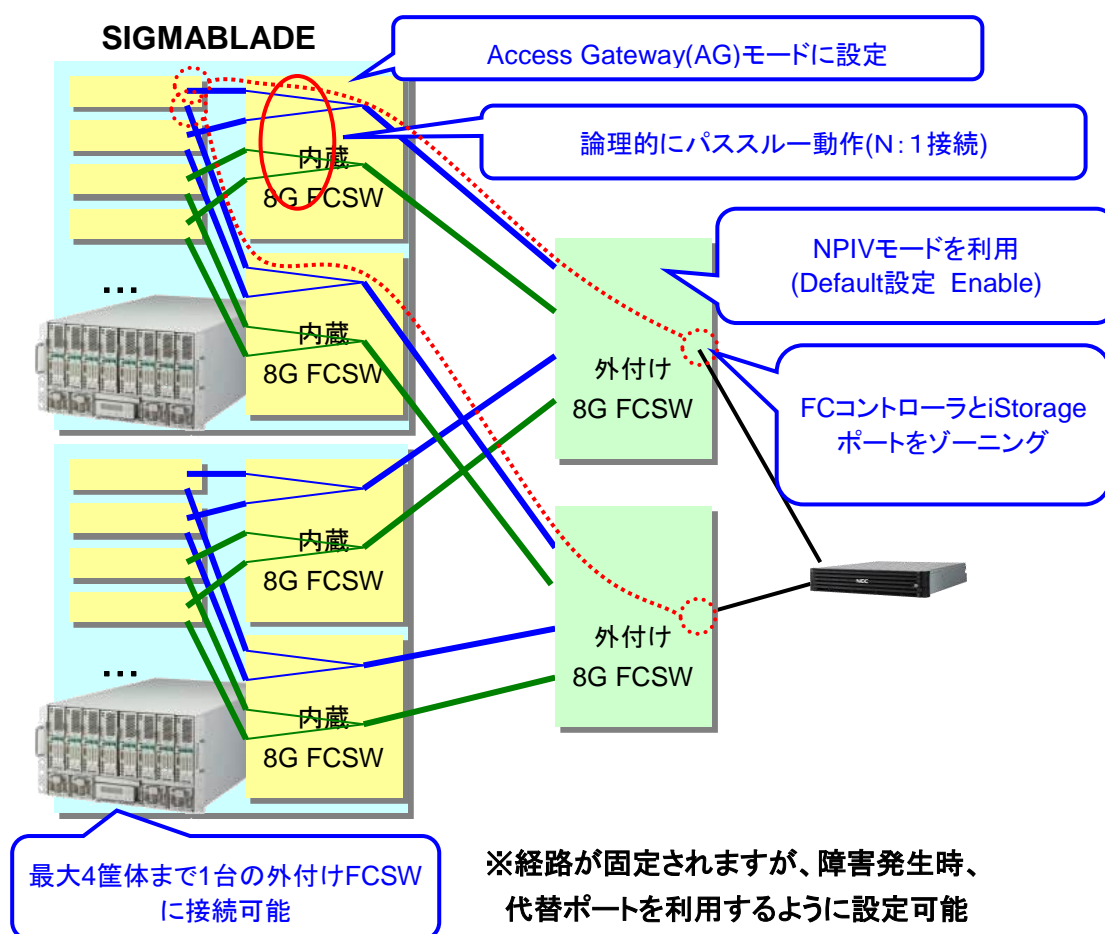 SIGMABLADE
Access Gateway(AG)モードに設定
論理的にパススルー動作(N:1接続)
内蔵
8G FCSW
NPIVモードを利用
(Default設定 Enable)
…
内蔵
8G FCSW
外付け
8G FCSW
FCコントローラとiStorage
ポートをゾーニング
内蔵
8G FCSW
NEC
外付け
8G FCSW
…
内蔵
8G FCSW
最大4筐体まで1台の外付けFCSW
に接続可能
※経路が固定されますが、障害発生時、
代替ポートを利用するように設定可能